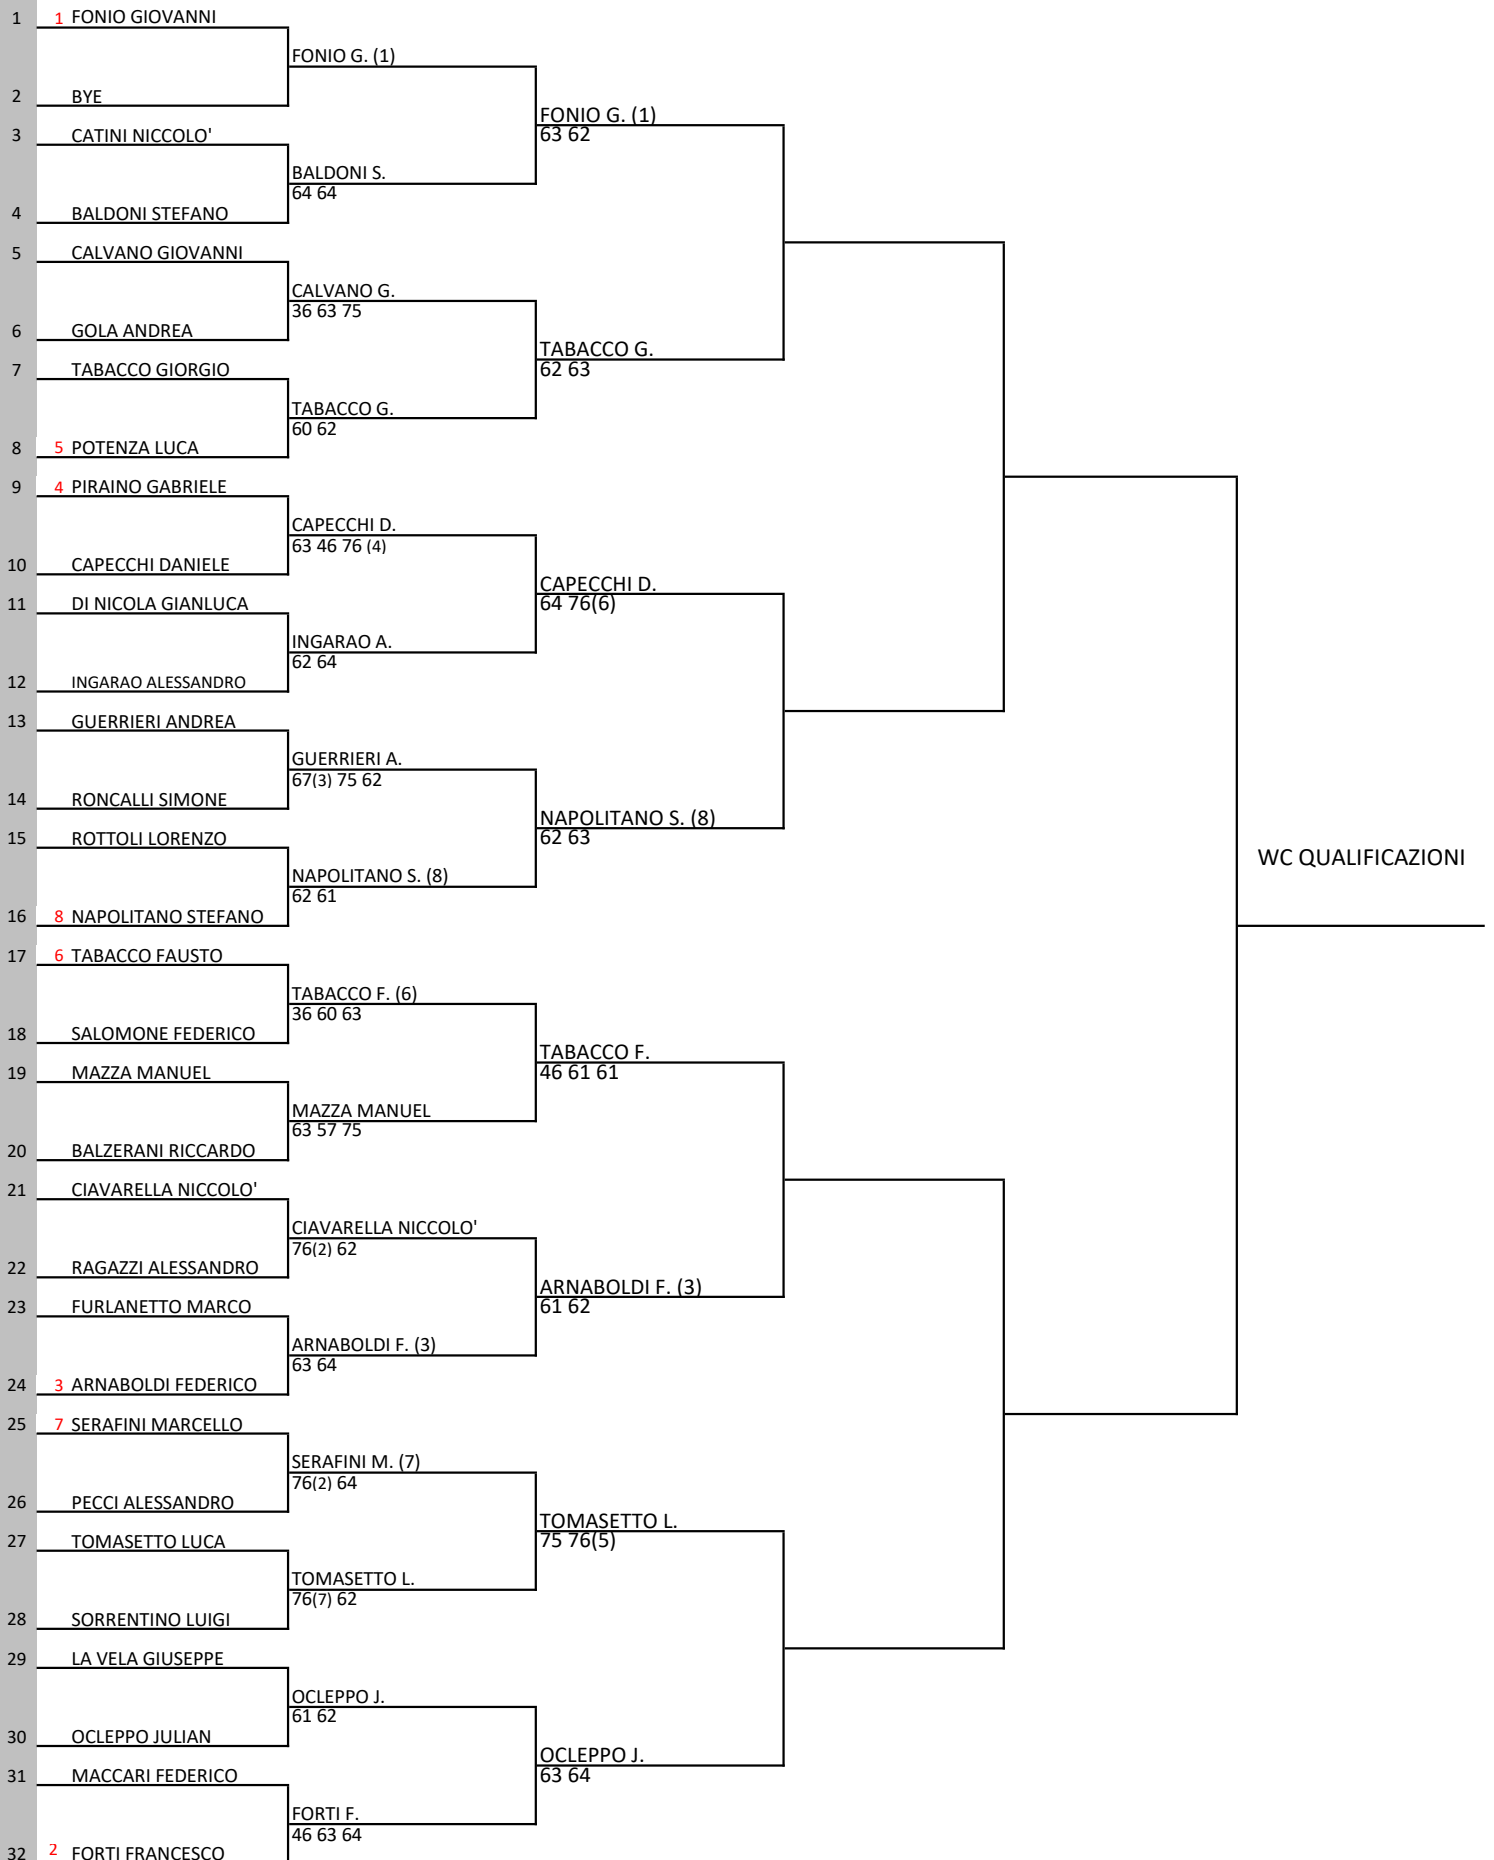 1 1 FONIO GIOVANNI
FONIO G. (1)
2 BYE
FONIO G. (1)
3 CATINI NICCOLO'
63 62
BALDONI S.
64 64
4 BALDONI STEFANO
5 CALVANO GIOVANNI
CALVANO G.
36 63 75
6 GOLA ANDREA
TABACCO G.
7 TABACCO GIORGIO
62 63
TABACCO G.
60 62
8 5 POTENZA LUCA
9 4 PIRAINO GABRIELE
CAPECCHI D.
63 46 76 (4)
10 CAPECCHI DANIELE
CAPECCHI D.
11 DI NICOLA GIANLUCA
64 76(6)
INGARAO A.
62 64
12 INGARAO ALESSANDRO
13 GUERRIERI ANDREA
GUERRIERI A.
67(3) 75 62
14 RONCALLI SIMONE
NAPOLITANO S. (8)
15 ROTTOLI LORENZO
62 63
WC QUALIFICAZIONI
NAPOLITANO S. (8)
62 61
16 8 NAPOLITANO STEFANO
17 6 TABACCO FAUSTO
TABACCO F. (6)
36 60 63
18 SALOMONE FEDERICO
TABACCO F.
19 MAZZA MANUEL
46 61 61
MAZZA MANUEL
63 57 75
20 BALZERANI RICCARDO
21 CIAVARELLA NICCOLO'
CIAVARELLA NICCOLO'
76(2) 62
22 RAGAZZI ALESSANDRO
ARNABOLDI F. (3)
23 FURLANETTO MARCO
61 62
ARNABOLDI F. (3)
63 64
24 3 ARNABOLDI FEDERICO
25 7 SERAFINI MARCELLO
SERAFINI M. (7)
76(2) 64
26 PECCI ALESSANDRO
TOMASETTO L.
27 TOMASETTO LUCA
75 76(5)
TOMASETTO L.
76(7) 62
28 SORRENTINO LUIGI
29 LA VELA GIUSEPPE
OCLEPPO J.
61 62
30 OCLEPPO JULIAN
OCLEPPO J.
31 MACCARI FEDERICO
63 64
FORTI F.
46 63 64
32 2 FORTI FRANCESCO